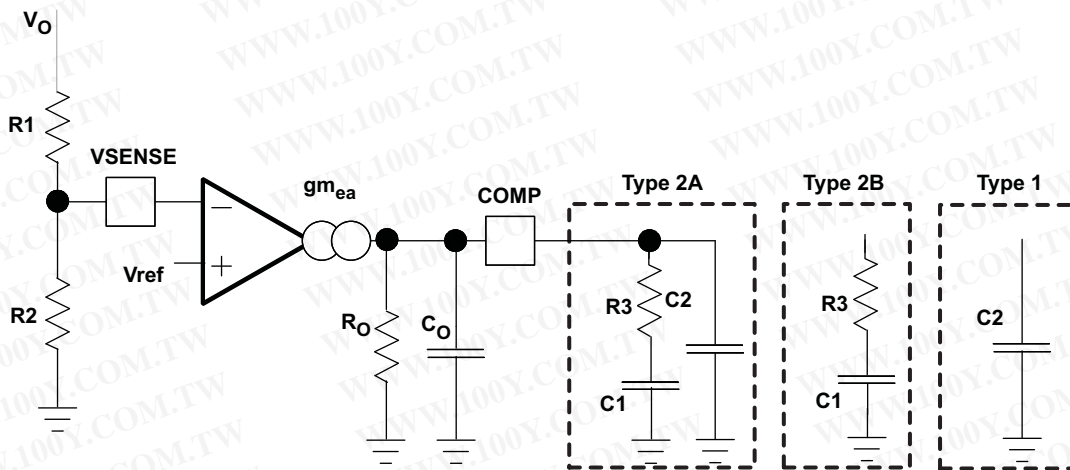 VO
R1
VSENSE
R2
Vref
gmea
COMP
RO
CO
Type 2A
R3
C2
C1
Type 2B
R3
C1
Type 1
C2
WWW.100Y.COM.TW